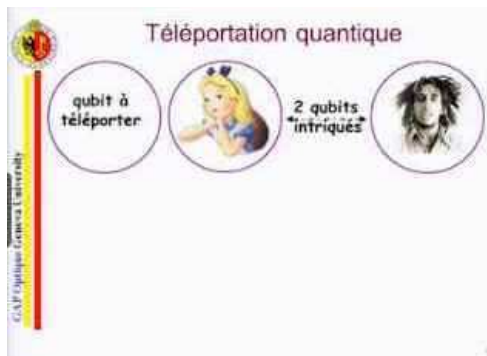 Téléportation quantique
qubit à
téléporter
2 qubits
intriqués
GAP Optique Geneva University